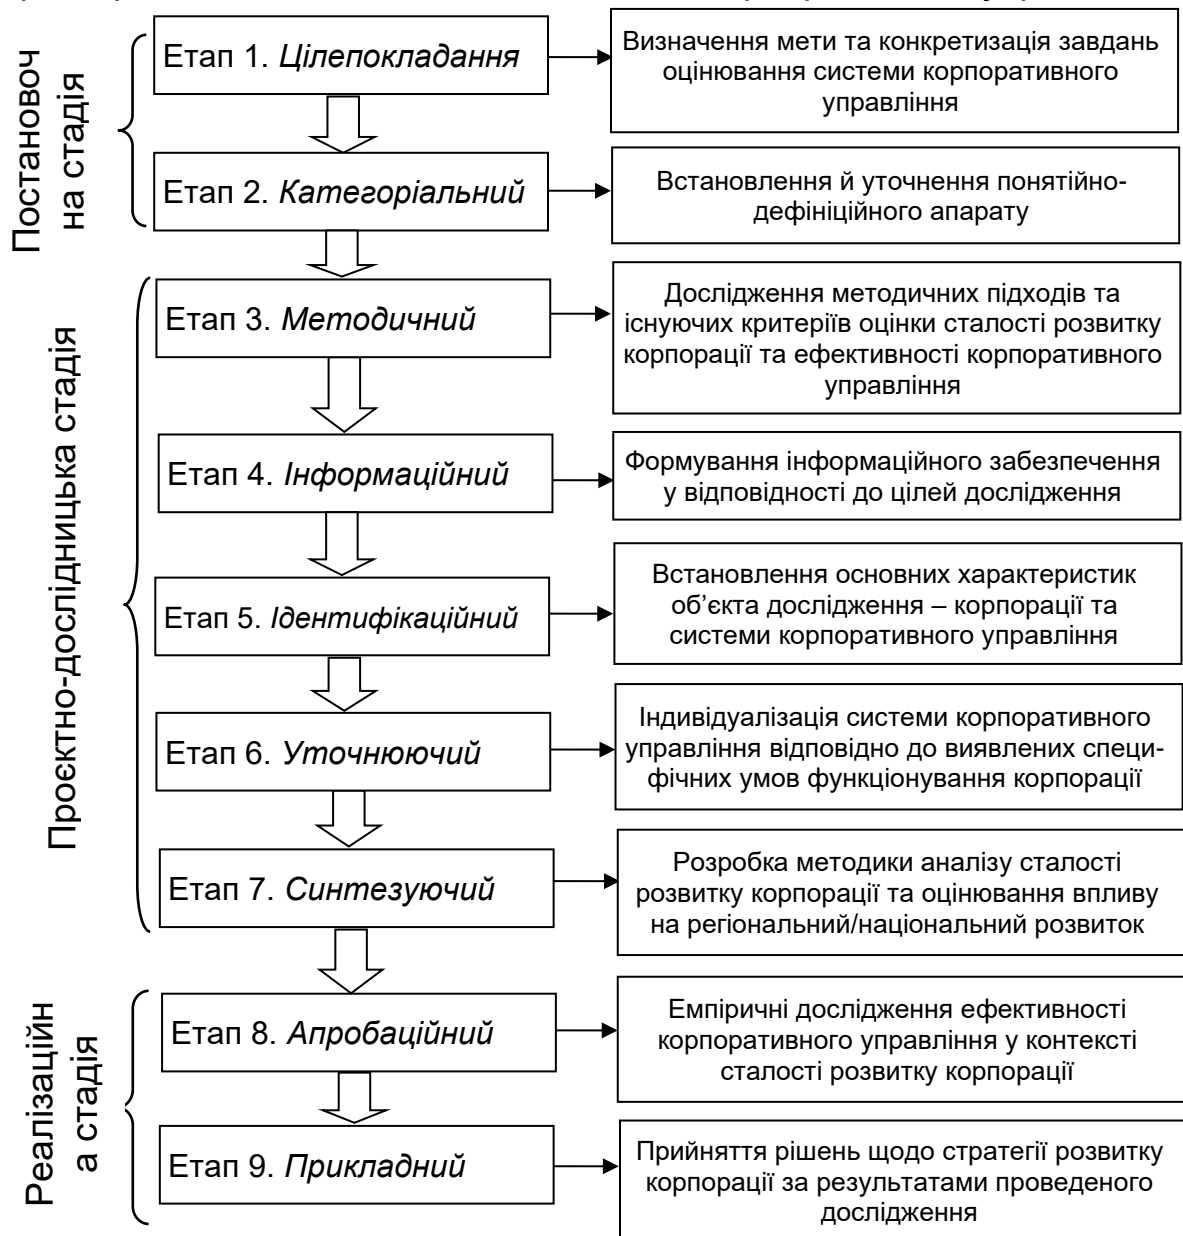 Постановоч
на стадія
Етап 1. Цілепокладання
Визначення мети та конкретизація завдань
оцінювання системи корпоративного
управління
Етап 2. Категоріальний
Встановлення й уточнення понятійно-
дефініційного апарату
Проєктно-дослідницька стадія
Етап 3. Методичний
Дослідження методичних підходів та
існуючих критеріїв оцінки сталості розвитку
корпорації та ефективності корпоративного
управління
Етап 4. Інформаційний
Формування інформаційного забезпечення
у відповідності до цілей дослідження
Етап 5. Ідентифікаційний
Встановлення основних характеристик
об’єкта дослідження – корпорації та
системи корпоративного управління
Етап 6. Уточнюючий
Індивідуалізація системи корпоративного
управління відповідно до виявлених специ-
фічних умов функціонування корпорації
Етап 7. Синтезуючий
Розробка методики аналізу сталості
розвитку корпорації та оцінювання впливу
на регіональний/національний розвиток
Реалізаційн
а стадія
Етап 8. Апробаційний
Емпіричні дослідження ефективності
корпоративного управління у контексті
сталості розвитку корпорації
Етап 9. Прикладний
Прийняття рішень щодо стратегії розвитку
корпорації за результатами проведеного
дослідження